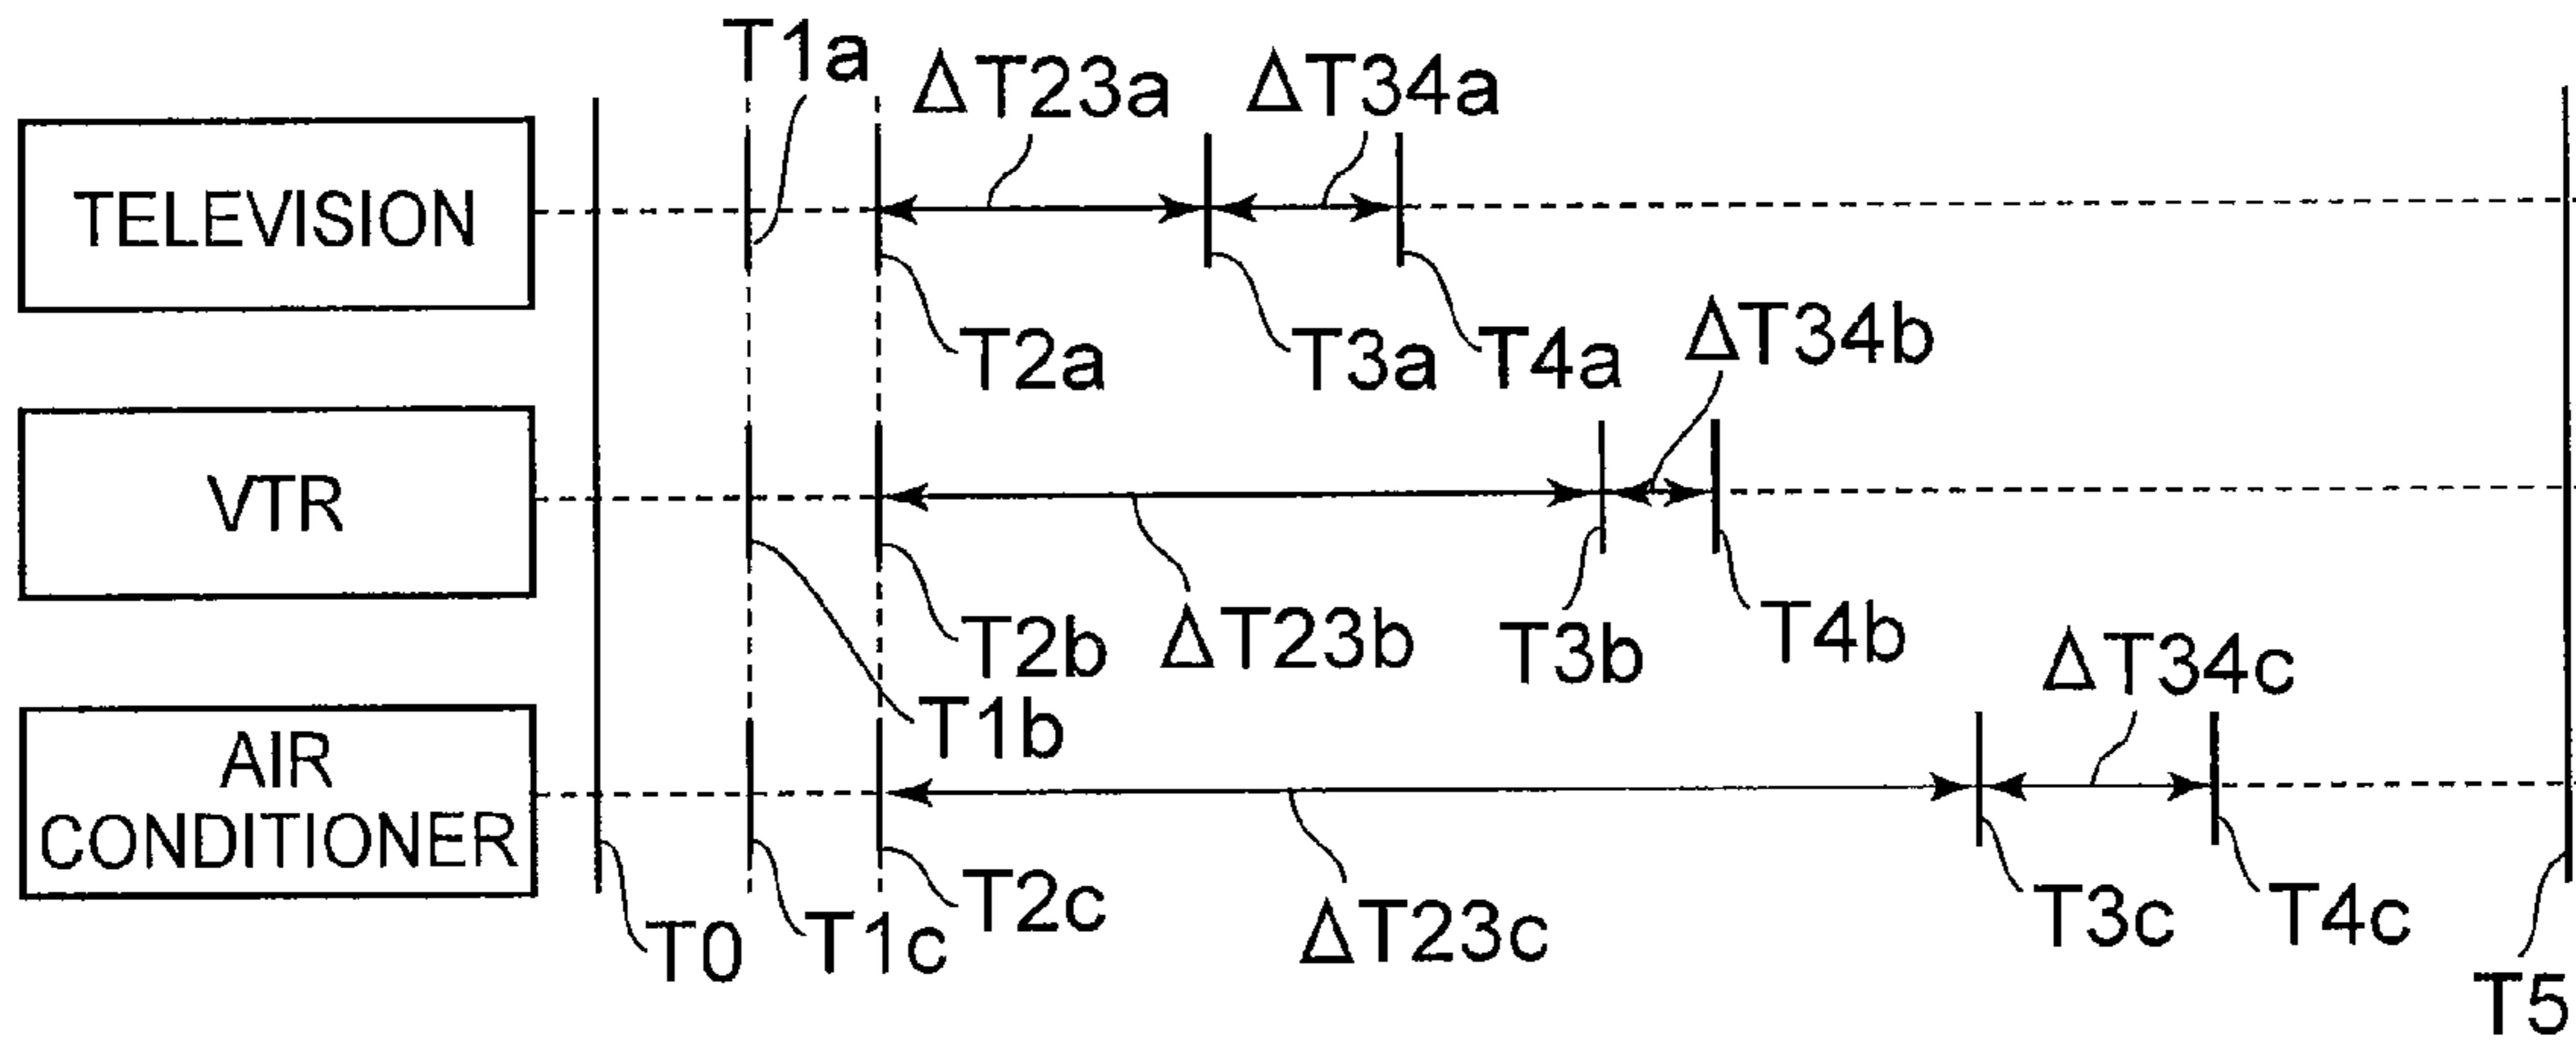 T1a
ΔT23a
ΔT34a
TELEVISION
T2a
T3a
T4a
ΔT34b
VTR
T2b
ΔT23b
T3b
T4b
T1b
ΔT34c
AIR
CONDITIONER
T0
T1c
T2c
ΔT23c
T3c
T4c
T5